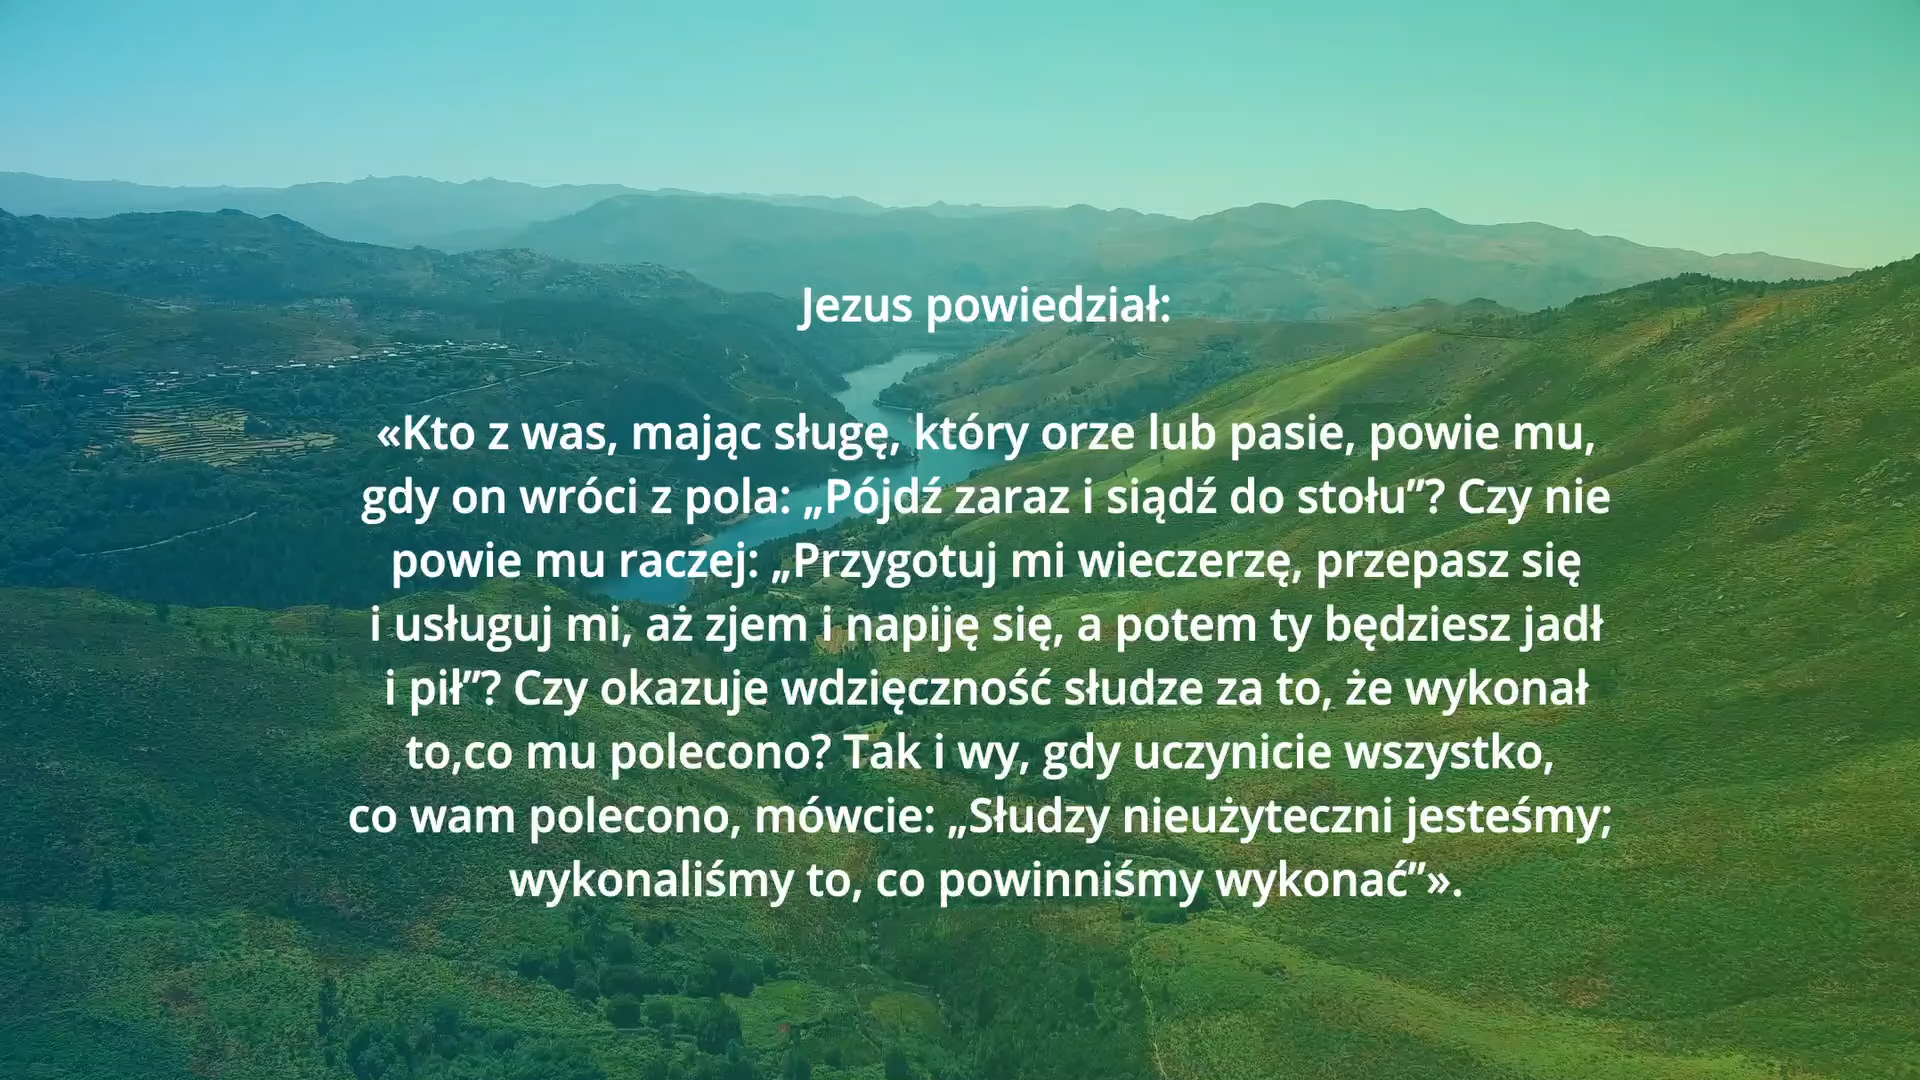 Jezus powiedział:
«Kto z was, mając sługę, który orze lub pasie, powie mu,
gdy on wróci z pola: „Pójdź zaraz i siądź do stołu”? Czy nie
powie mu raczej: „Przygotuj mi wieczerzę, przepasz się
i usługuj mi, aż zjem i napiję się, a potem ty będziesz jadł
i pił”? Czy okazuje wdzięczność słudze za to, że wykonał
to,co mu polecono? Tak i wy, gdy uczynicie wszystko,
co wam polecono, mówcie: „Słudzy nieużyteczni jesteśmy;
wykonaliśmy to, co powinniśmy wykonać”».